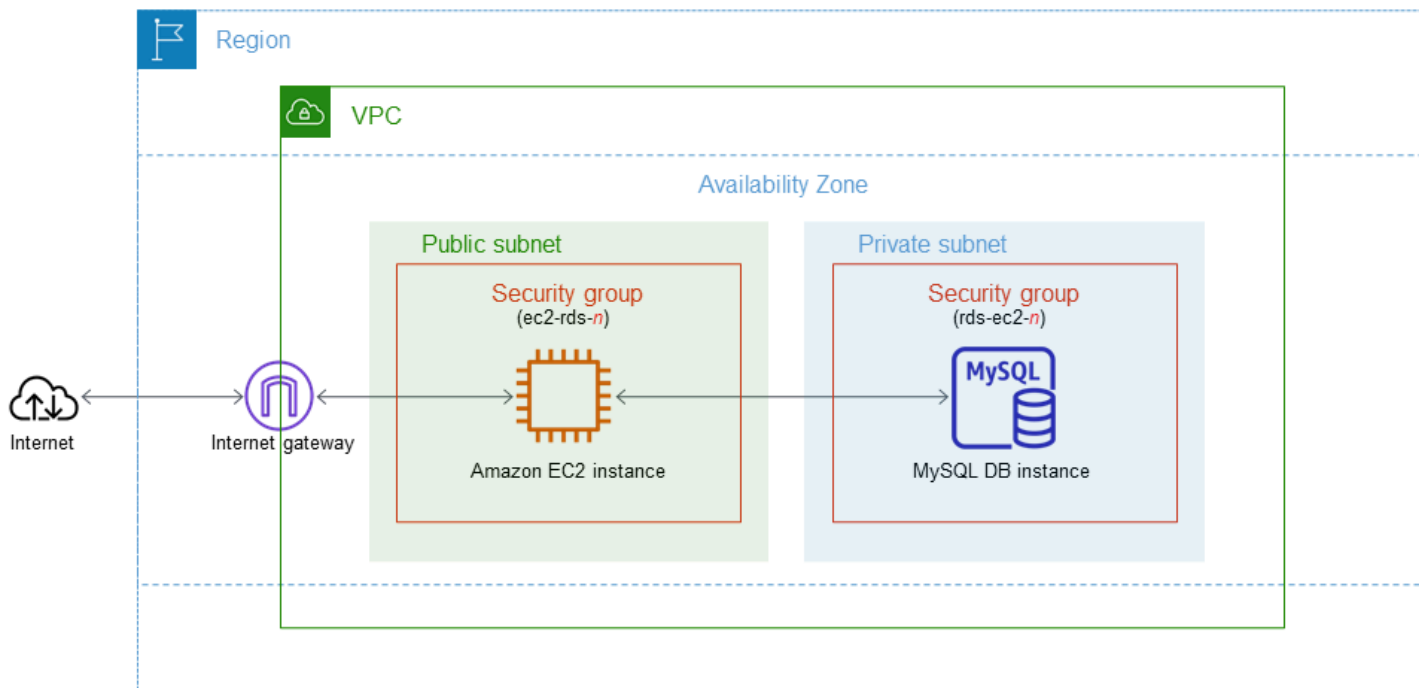 Region
VPC
Availability Zone
Public subnet
Private subnet
Security group
(ec2-rds-n)
Security group
(rds-ec2-n)
MySQL
Internet
Internet gateway
Amazon EC2 instance
MySQL DB instance